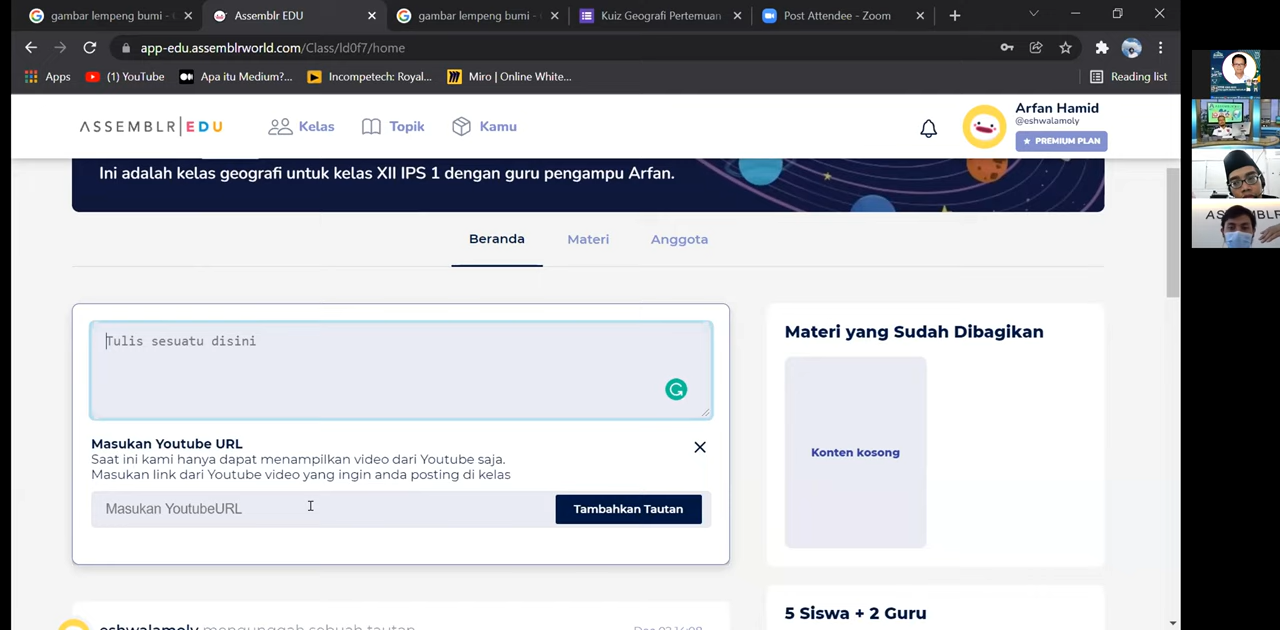 gambar lempeng bumi -
Assemblr EDU
gambar lempeng bumi -
Kuiz Geografi Pertemuan
Post Attendee - Zoom
app-edu.assemblrworld.com/Class/ld0f7/home
Apps
(1) YouTube
Apa itu Medium?...
Incompetech: Royal...
Miro | Online White...
Reading list
ASSEMBLR|EDU
Kelas
Topik
Kamu
Arfan Hamid
@eshwalamoly
PREMIUM PLAN
Ini adalah kelas geografi untuk kelas XII IPS 1 dengan guru pengampu Arfan.
Beranda
Materi
Anggota
Tulis sesuatu disini
Masukan Youtube URL
Saat ini kami hanya dapat menampilkan video dari Youtube saja.
Masukan link dari Youtube video yang ingin anda posting di kelas
Masukan YoutubeURL
Tambahkan Tautan
Materi yang Sudah Dibagikan
Konten kosong
5 Siswa + 2 Guru
eshwalamoly mengunggah sebuah tautan